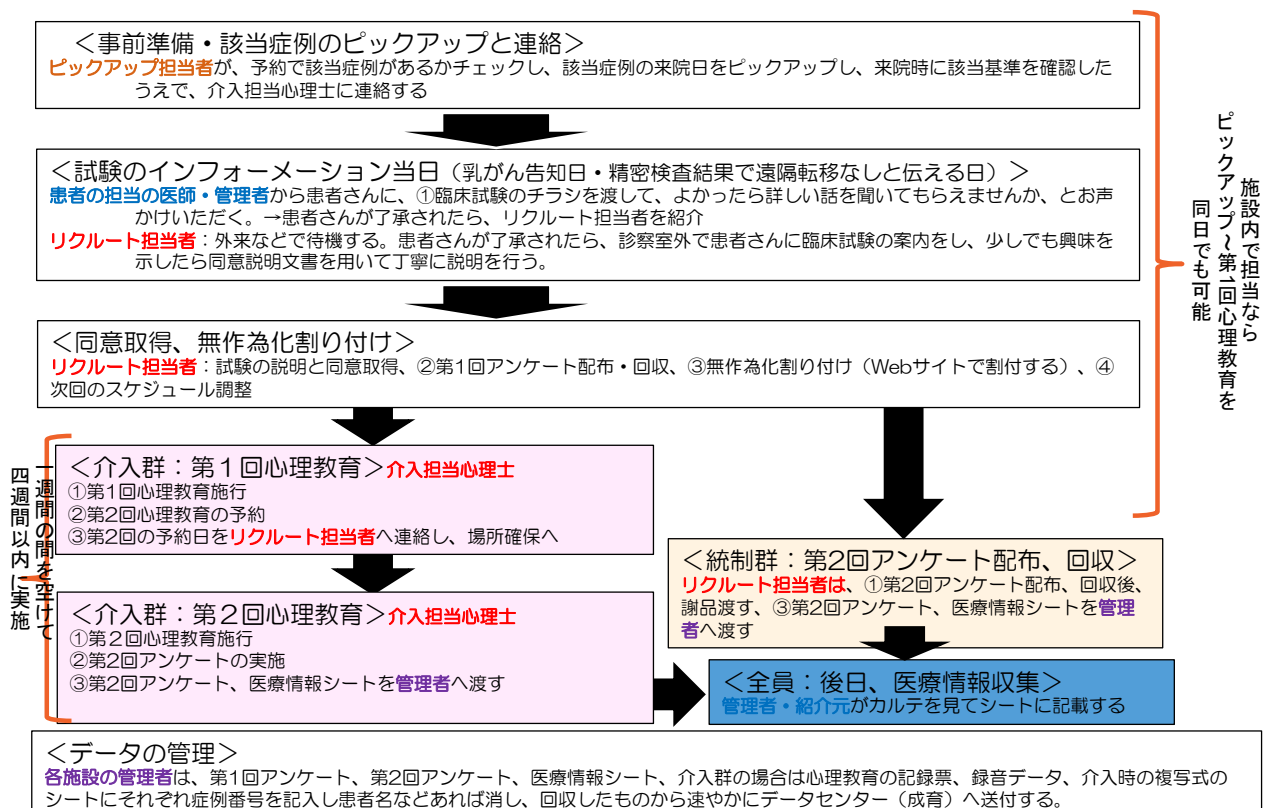 ＜事前準備・該当症例のピックアップと連絡＞
ピックアップ担当者が、予約で該当症例があるかチェックし、該当症例の来院日をピックアップし、来院時に該当基準を確認した
うえで、介入担当心理士に連絡する
＜試験のインフォーメーション当日（乳がん告知日・精密検査結果で遠隔転移なしと伝える日）＞
患者の担当の医師・管理者から患者さんに、①臨床試験のチラシを渡して、よかったら詳しい話を聞いてもらえませんか、とお声
かけいただく。→患者さんが了承されたら、リクルート担当者を紹介
リクルート担当者：外来などで待機する。患者さんが了承されたら、診察室外で患者さんに臨床試験の案内をし、少しでも興味を
示したら同意説明文書を用いて丁寧に説明を行う。
施設内で担当なら
ピックアップ～第1回心理教育を
同日でも可能
＜同意取得、無作為化割り付け＞
リクルート担当者：試験の説明と同意取得、②第1回アンケート配布・回収、③無作為化割り付け（Webサイトで割付する）、④
次回のスケジュール調整
一週間の間を空けて
四週間以内に実施
＜介入群：第１回心理教育＞介入担当心理士
①第1回心理教育施行
②第2回心理教育の予約
③第2回の予約日をリクルート担当者へ連絡し、場所確保へ
＜介入群：第２回心理教育＞介入担当心理士
①第２回心理教育施行
②第2回アンケートの実施
③第2回アンケート、医療情報シートを管理者へ渡す
＜統制群：第2回アンケート配布、回収＞
リクルート担当者は、①第2回アンケート配布、回収後、
謝品渡す、③第2回アンケート、医療情報シートを管理
者へ渡す
＜全員：後日、医療情報収集＞
管理者・紹介元がカルテを見てシートに記載する
＜データの管理＞
各施設の管理者は、第1回アンケート、第2回アンケート、医療情報シート、介入群の場合は心理教育の記録票、録音データ、介入時の複写式の
シートにそれぞれ症例番号を記入し患者名などあれば消し、回収したものから速やかにデータセンター（成育）へ送付する。